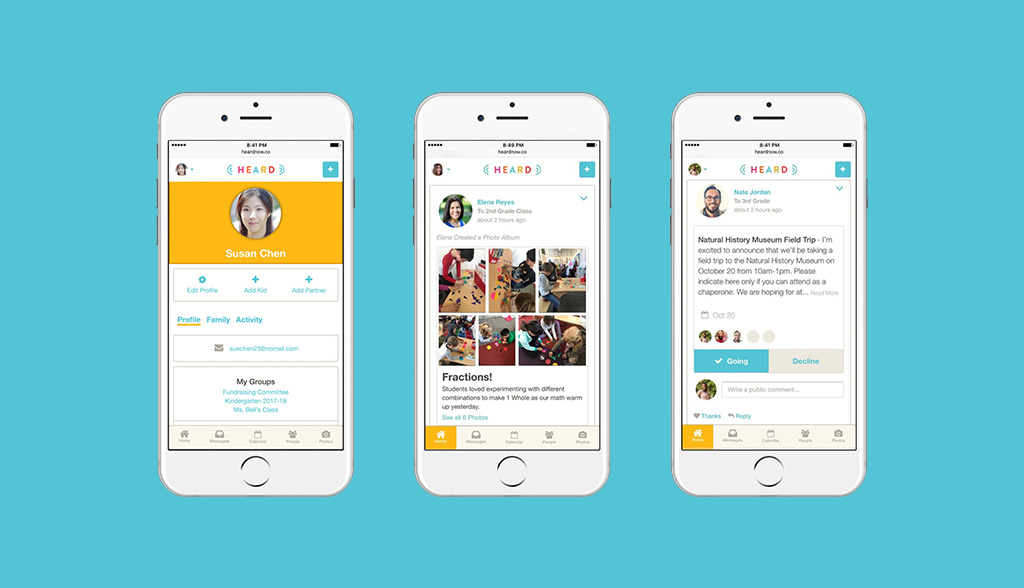 8:41 PM
heardnow.co
HEARD
Susan Chen
Edit Profile
Add Kid
Add Partner
Profile
Family
Activity
suechen23@nomail.com
My Groups
Fundraising Committee
Kindergarten 2017-18
Ms. Bell's Class
Home
Messages
Calendar
People
Photos
8:49 PM
heardnow.co
HEARD
Elena Reyes
To 2nd Grade Class
about 2 hours ago
Elena Created a Photo Album
Fractions!
Students loved experimenting with different
combinations to make 1 Whole as our math warm
up yesterday.
See all 6 Photos
Home
Messages
Calendar
People
Photos
8:41 PM
heardnow.co
HEARD
Nate Jordan
To 3rd Grade
about 2 hours ago
Natural History Museum Field Trip - I'm
excited to announce that we'll be taking a
field trip to the Natural History Museum on
October 20 from 10am-1pm. Please
indicate here only if you can attend as a
chaperone. We are hoping for at... Read More
Oct 20
Going
Decline
Write a public comment...
Thanks
Reply
Home
Messages
Calendar
People
Photos